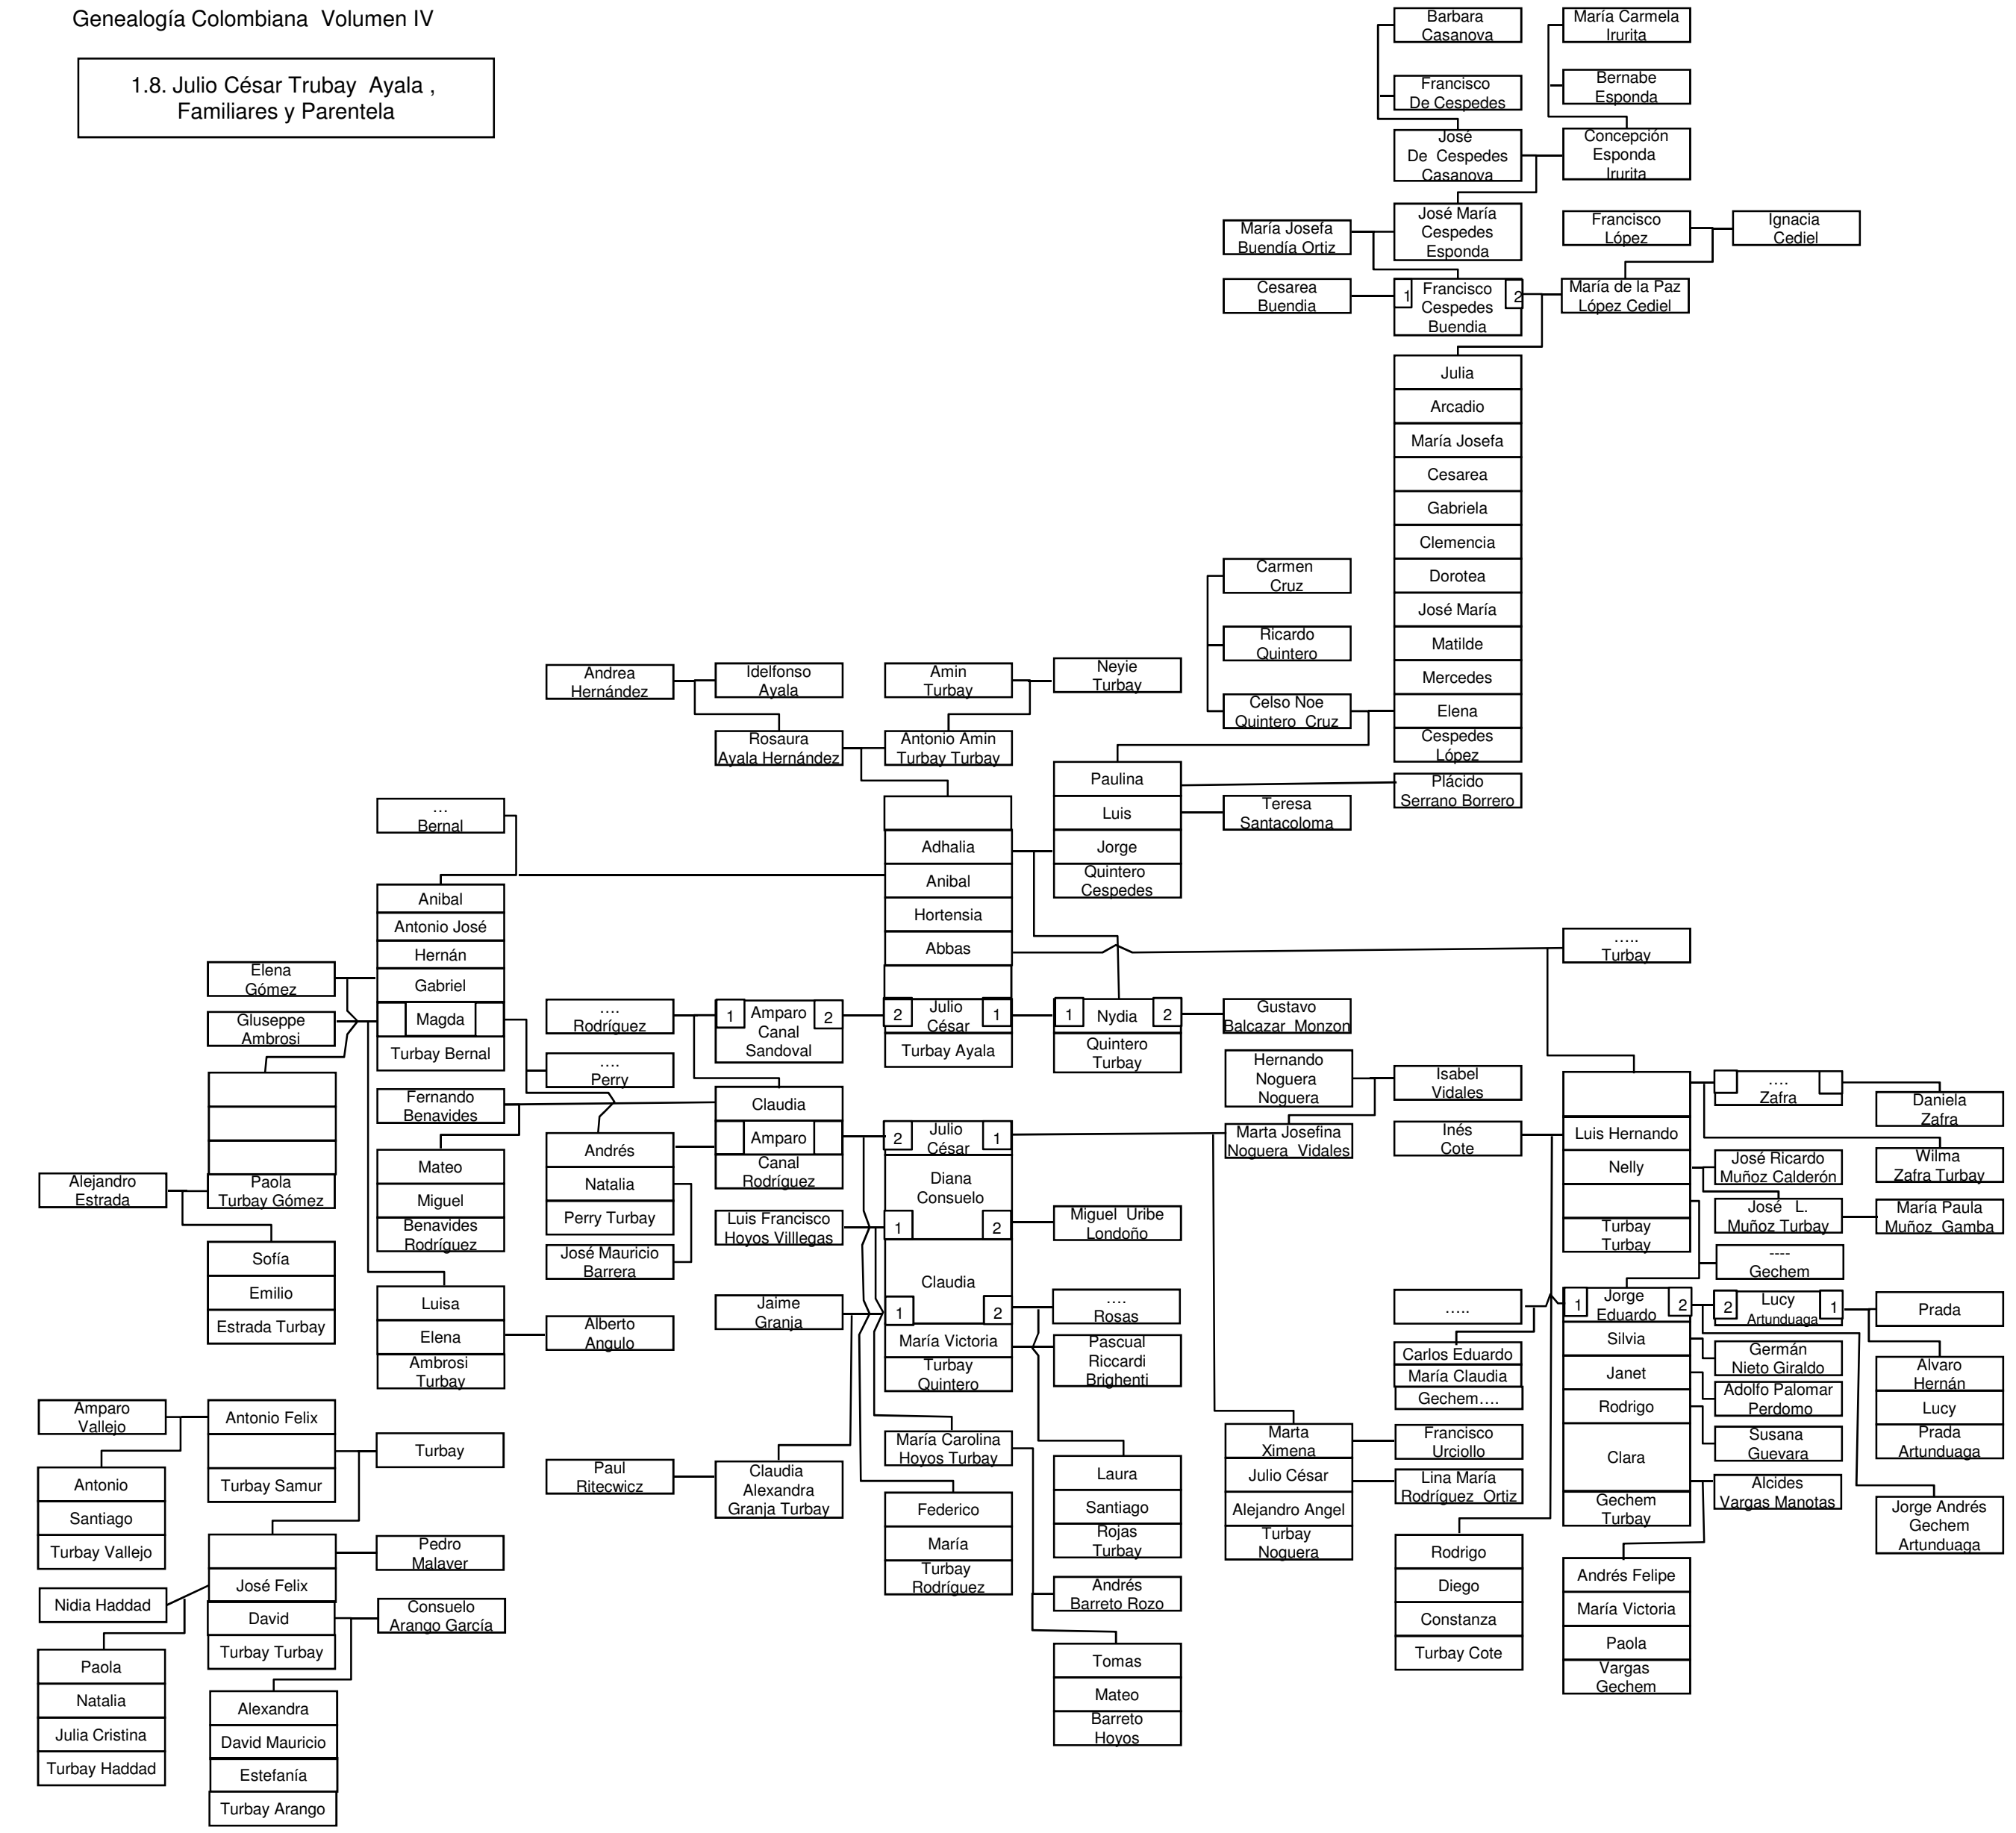 Genealogía Colombiana  Volumen IV
1.8. Julio César Trubay  Ayala ,
Familiares y Parentela
Barbara
Casanova
María Carmela
Irurita
Francisco
De Cespedes
Bernabe
Esponda
José
De  Cespedes
Casanova
Concepción
Esponda
Irurita
María Josefa
Buendía Ortiz
José María
Cespedes
Esponda
Francisco
López
Ignacia
Cediel
Cesarea
Buendia
1
Francisco
Cespedes
Buendia
2
María de la Paz
López Cediel
Julia
Arcadio
María Josefa
Cesarea
Gabriela
Clemencia
Dorotea
José María
Matilde
Mercedes
Elena
Cespedes
López
Carmen
Cruz
Ricardo
Quintero
Celso Noe
Quintero  Cruz
Andrea
Hernández
Idelfonso
Ayala
Amin
Turbay
Neyie
Turbay
Rosaura
Ayala Hernández
Antonio Amin
Turbay Turbay
Paulina
Luis
Jorge
Quintero
Cespedes
Plácido
Serrano Borrero
Teresa
Santacoloma
…
Bernal
Adhalia
Anibal
Hortensia
Abbas
2
Julio
César
1
Turbay Ayala
Anibal
Antonio José
Hernán
Gabriel
Magda
Turbay Bernal
Elena
Gómez
Gluseppe
Ambrosi
…..
Turbay
….
Rodríguez
1
Amparo
Canal
Sandoval
2
1
Nydia
2
Quintero
Turbay
Gustavo
Balcazar  Monzon
….
Perry
Fernando
Benavides
Claudia
Amparo
Canal
Rodríguez
Hernando
Noguera
Noguera
Isabel
Vidales
Marta Josefina
Noguera  Vidales
Inés
Cote
Luis Hernando
Nelly
Turbay
Turbay
….
Zafra
Daniela
Zafra
Wilma
Zafra Turbay
José Ricardo
Muñoz Calderón
José   L.
Muñoz Turbay
María Paula
Muñoz  Gamba
----
Gechem
Alejandro
Estrada
Paola
Turbay Gómez
Sofía
Emilio
Estrada Turbay
Mateo
Miguel
Benavides
Rodríguez
Andrés
Natalia
Perry Turbay
José Mauricio
Barrera
2
Julio
César
1
Diana
Consuelo
1
2
Claudia
1
2
María Victoria
Turbay
Quintero
Luis Francisco
Hoyos Villlegas
Miguel  Uribe
Londoño
Jaime
Granja
….
Rosas
Pascual
Riccardi
Brighenti
Luisa
Elena
Ambrosi
Turbay
Alberto
Angulo
…..
1
Jorge
Eduardo
2
2
Lucy
Artunduaga
1
Prada
Silvia
Janet
Rodrigo
Clara
Gechem
Turbay
Carlos Eduardo
María Claudia
Gechem….
Germán
Nieto Giraldo
Adolfo Palomar
Perdomo
Susana
Guevara
Alcides
Vargas Manotas
Alvaro
Hernán
Lucy
Prada
Artunduaga
Jorge Andrés
Gechem
Artunduaga
Amparo
Vallejo
Antonio Felix
Turbay Samur
Turbay
Antonio
Santiago
Turbay Vallejo
Paul
Ritecwicz
Claudia
Alexandra
Granja Turbay
María Carolina
Hoyos Turbay
Federico
María
Turbay
Rodríguez
Laura
Santiago
Rojas
Turbay
Marta
Ximena
Julio César
Alejandro Angel
Turbay
Noguera
Francisco
Urciollo
Lina María
Rodríguez  Ortiz
Rodrigo
Diego
Constanza
Turbay Cote
Andrés Felipe
María Victoria
Paola
Vargas
Gechem
Pedro
Malaver
José Felix
David
Turbay Turbay
Nidia Haddad
Consuelo
Arango García
Andrés
Barreto Rozo
Tomas
Mateo
Barreto
Hoyos
Paola
Natalia
Julia Cristina
Turbay Haddad
Alexandra
David Mauricio
Estefanía
Turbay Arango